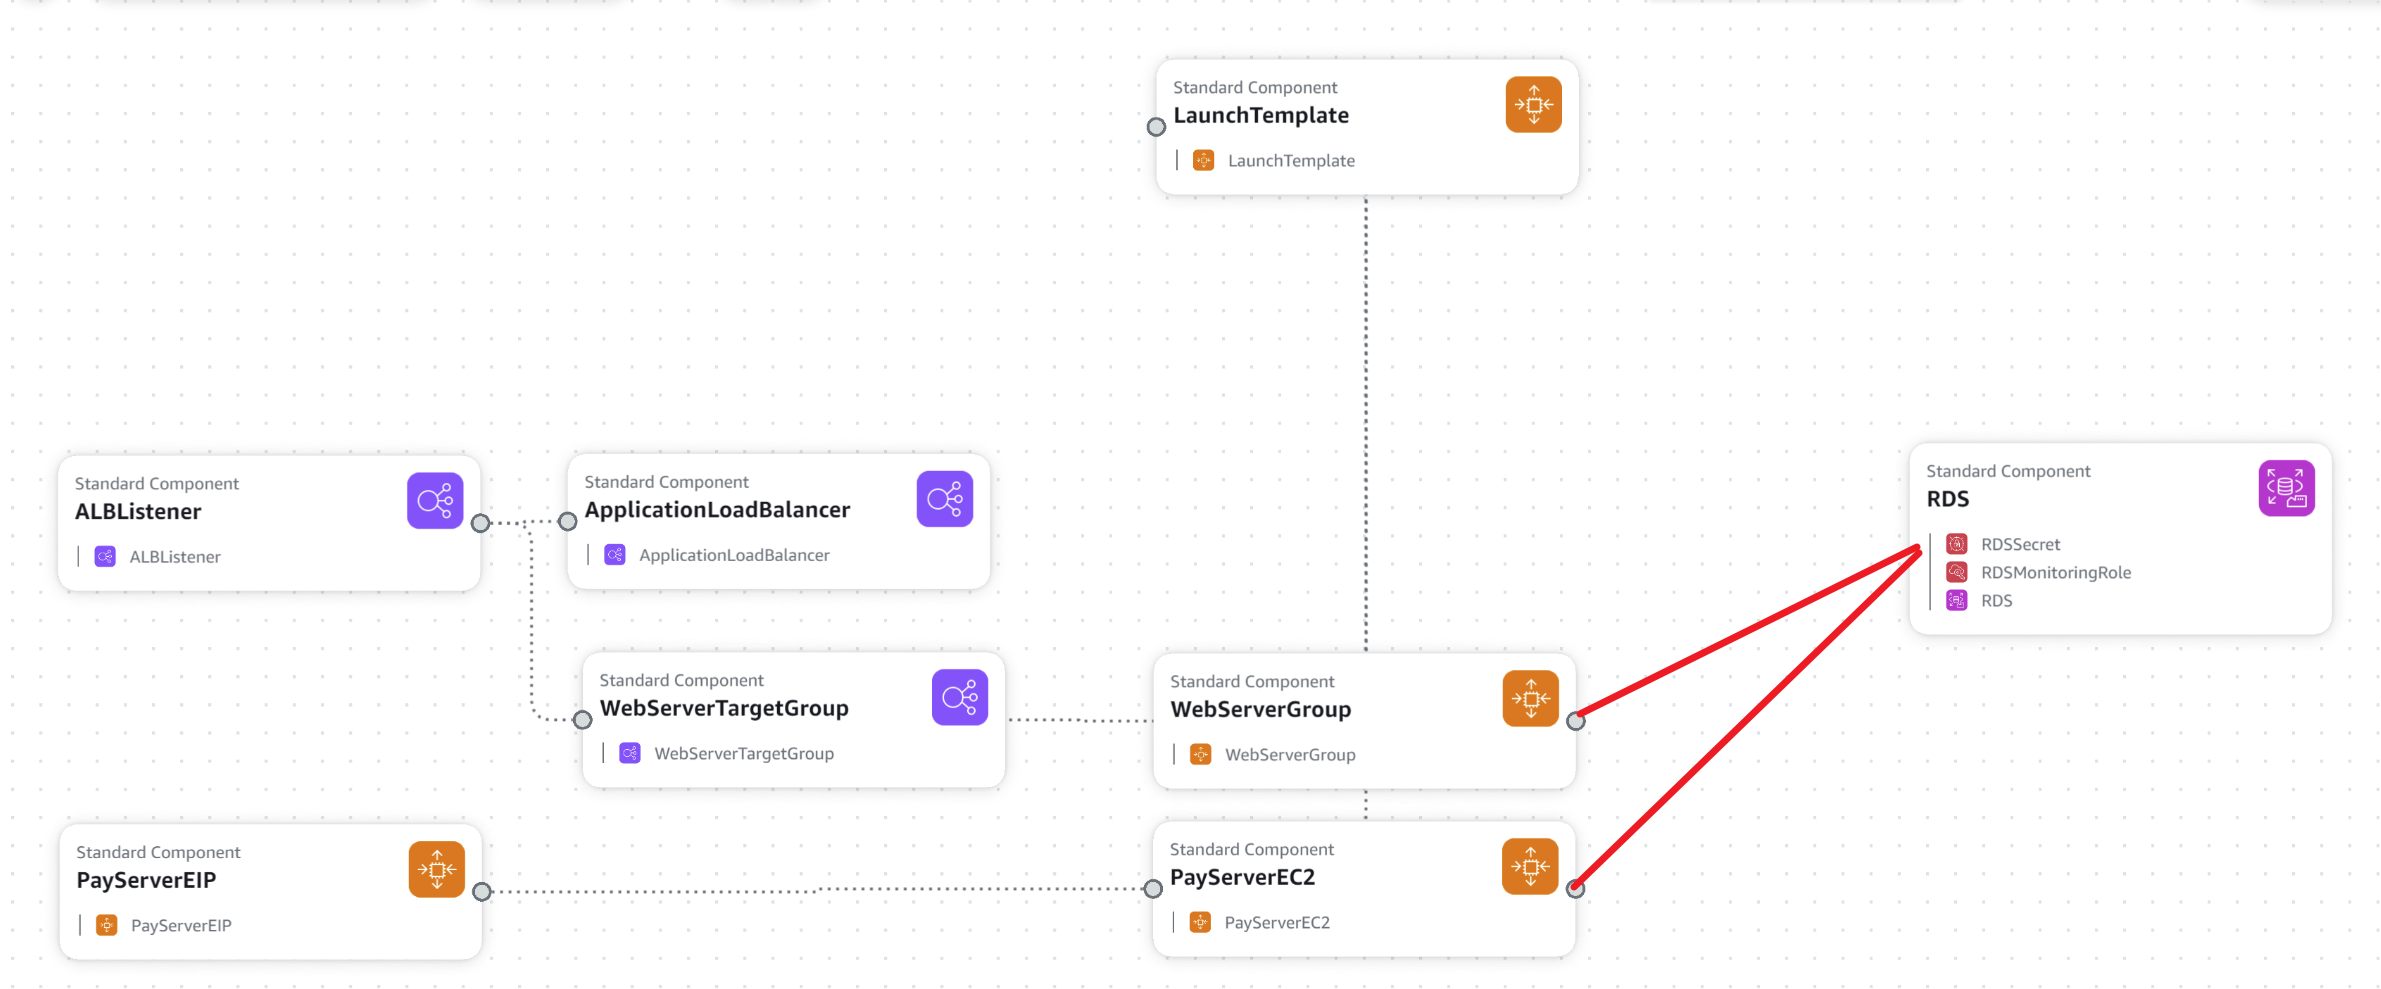 Standard Component
LaunchTemplate
LaunchTemplate
Standard Component
ALBListener
ALBListener
Standard Component
ApplicationLoadBalancer
ApplicationLoadBalancer
Standard Component
RDS
RDSSecret
RDSMonitoringRole
RDS
Standard Component
WebServerTargetGroup
WebServerTargetGroup
Standard Component
WebServerGroup
WebServerGroup
Standard Component
PayServerEIP
PayServerEIP
Standard Component
PayServerEC2
PayServerEC2